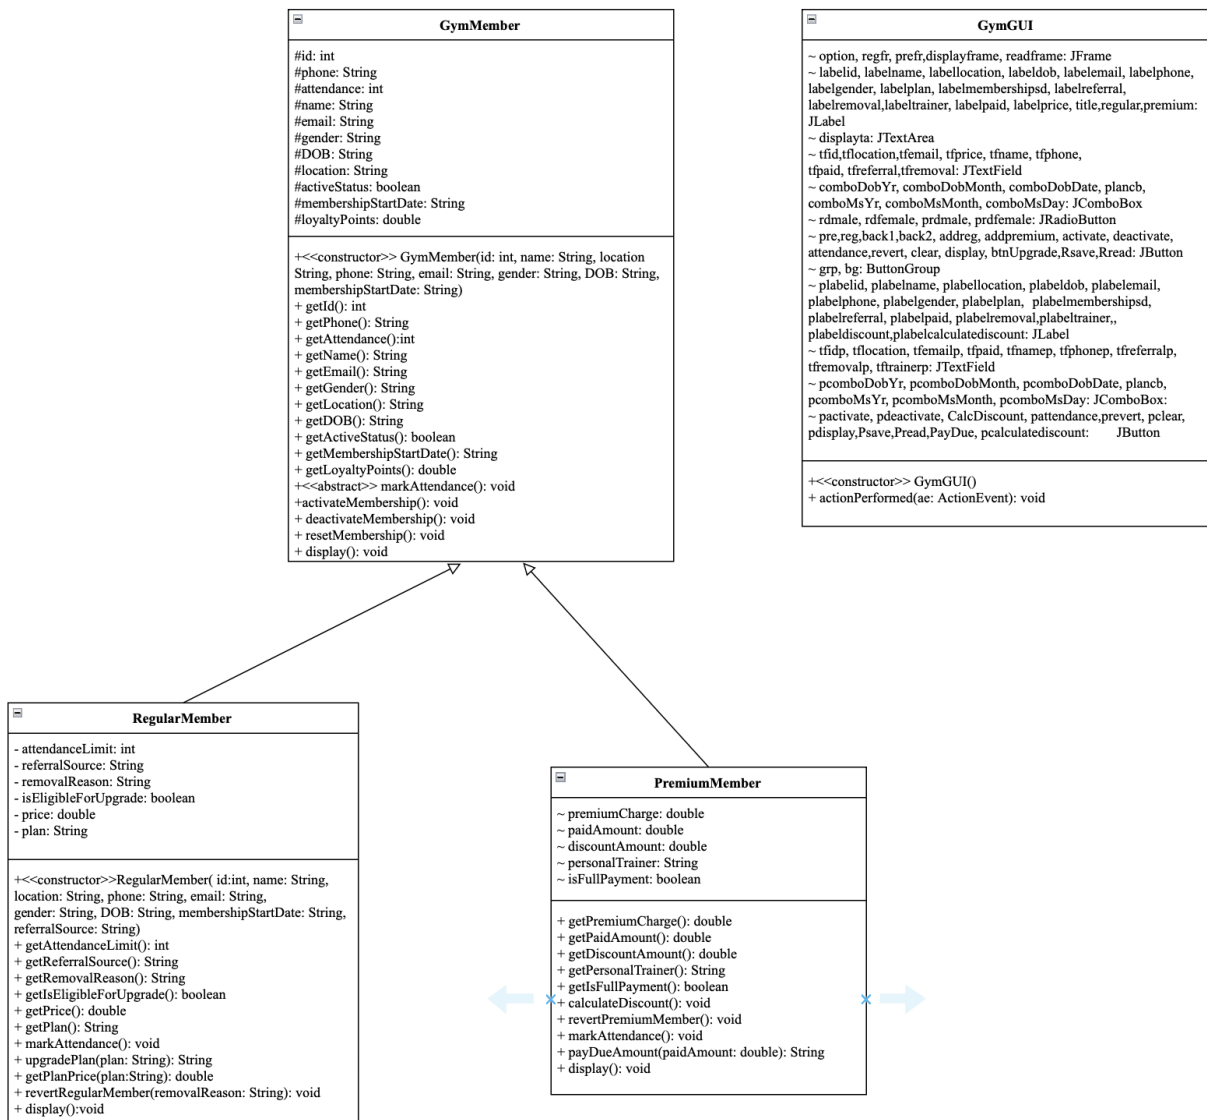 GymMember
#id: int
#phone: String
#attendance: int
#name: String
#email: String
#gender: String
#DOB: String
#location: String
#activeStatus: boolean
#membershipStartDate: String
#loyaltyPoints: double
+<<constructor>> GymMember(id: int, name: String, location
String, phone: String, email: String, gender: String, DOB: String,
membershipStartDate: String)
+ getId(): int
+ getPhone(): String
+ getAttendance():int
+ getName(): String
+ getEmail(): String
+ getGender(): String
+ getLocation(): String
+ getDOB(): String
+ getActiveStatus(): boolean
+ getMembershipStartDate(): String
+ getLoyaltyPoints(): double
+<<abstract>> markAttendance(): void
+activateMembership(): void
+ deactivateMembership(): void
+ resetMembership(): void
+ display(): void
GymGUI
~ option, regfr, prefr,displayframe, readframe: JFrame
~ labelid, labelname, labellocation, labeldob, labelemail, labelphone,
labelgender, labelplan, labelmembershipsd, labelreferral,
labelremoval,labeltrainer, labelpaid, labelprice, title,regular,premium:
JLabel
~ displayta: JTextArea
~ tfid,tflocation,tfemail, tfprice, tfname, tfphone,
tfpaid, tfreferral,tfremoval: JTextField
~ comboDobYr, comboDobMonth, comboDobDate, plancb,
comboMsYr, comboMsMonth, comboMsDay: JComboBox
~ rdmale, rdfemale, prdmale, prdfemale: JRadioButton
~ pre,reg,back1,back2, addreg, addpremium, activate, deactivate,
attendance,revert, clear, display, btnUpgrade,Rsave,Rread: JButton
~ grp, bg: ButtonGroup
~ plabelid, plabelname, plabellocation, plabeldob, plabelemail,
plabelphone, plabelgender, plabelplan, plabelmembershipsd,
plabelreferral, plabelpaid, plabelremoval,plabeltrainer,,
plabeldiscount,plabelcalculatediscount: JLabel
~ tfidp, tflocation, tfemailp, tfpaid, tfnamep, tfphonep, tfreferralp,
tfremovalp, tftrainerp: JTextField
~ pcomboDobYr, pcomboDobMonth, pcomboDobDate, plancb,
pcomboMsYr, pcomboMsMonth, pcomboMsDay: JComboBox:
~ pactivate, pdeactivate, CalcDiscount, pattendance,prevert, pclear,
pdisplay,Psave,Pread,PayDue, pcalculatediscount: JButton
+<<constructor>> GymGUI()
+ actionPerformed(ae: ActionEvent): void
RegularMember
- attendanceLimit: int
- referralSource: String
- removalReason: String
- isEligibleForUpgrade: boolean
- price: double
- plan: String
+<<constructor>>RegularMember( id:int, name: String,
location: String, phone: String, email: String,
gender: String, DOB: String, membershipStartDate: String,
referralSource: String)
+ getAttendanceLimit(): int
+ getReferralSource(): String
+ getRemovalReason(): String
+ getIsEligibleForUpgrade(): boolean
+ getPrice(): double
+ getPlan(): String
+ markAttendance(): void
+ upgradePlan(plan: String): String
+ getPlanPrice(plan:String): double
+ revertRegularMember(removalReason: String): void
+ display():void
PremiumMember
~ premiumCharge: double
~ paidAmount: double
~ discountAmount: double
~ personalTrainer: String
~ isFullPayment: boolean
+ getPremiumCharge(): double
+ getPaidAmount(): double
+ getDiscountAmount(): double
+ getPersonalTrainer(): String
+ getIsFullPayment(): boolean
+ calculateDiscount(): void
+ revertPremiumMember(): void
+ markAttendance(): void
+ payDueAmount(paidAmount: double): String
+ display(): void